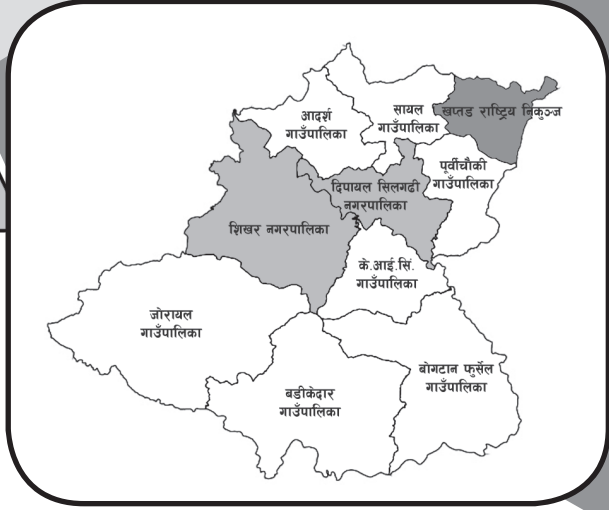 आदर्श
गाउँपालिका
सायल
गाउँपालिका
खप्तड राष्ट्रिय निकुञ्ज
पूर्वीचौकी
गाउँपालिका
दिपायल सिलगढी
नगरपालिका
शिखर नगरपालिका
के.आई.सिं.
गाउँपालिका
जोरायल
गाउँपालिका
बोगटान फुर्सेल
गाउँपालिका
बडीकेदार
गाउँपालिका